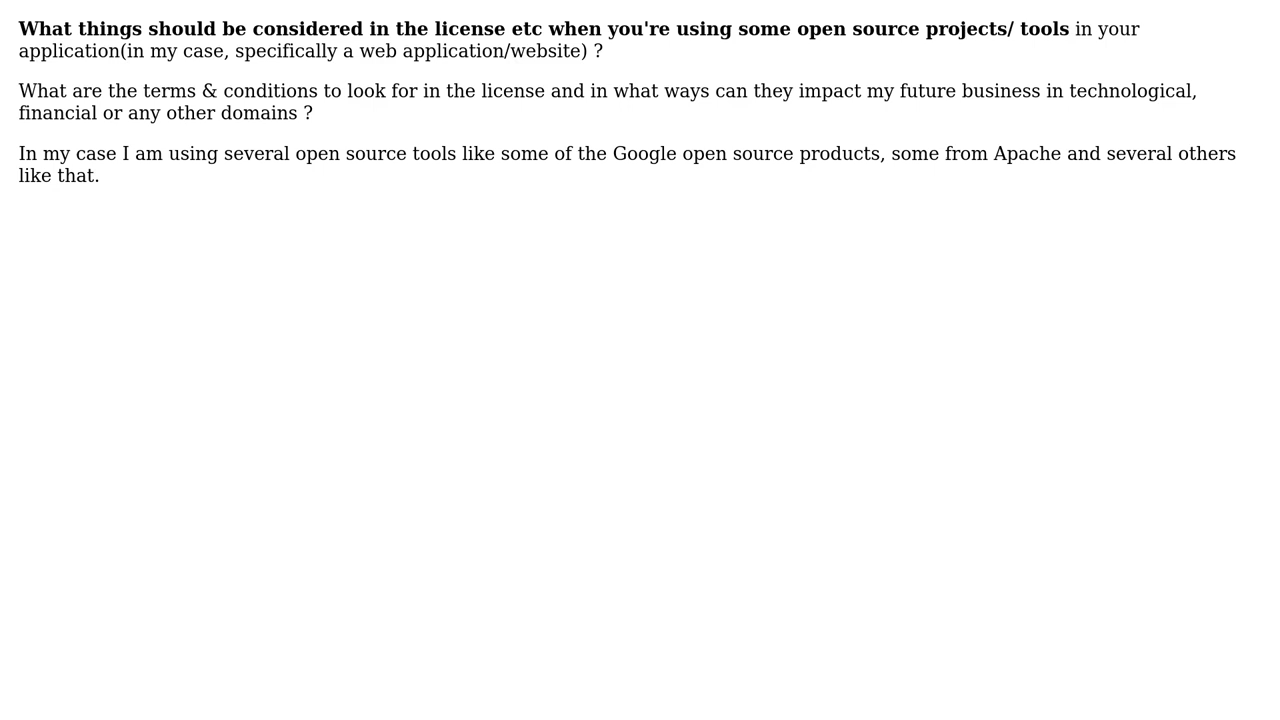 What things should be considered in the license etc when you're using some open source projects/ tools in your
application(in my case, specifically a web application/website) ?
What are the terms & conditions to look for in the license and in what ways can they impact my future business in technological,
financial or any other domains ?
In my case I am using several open source tools like some of the Google open source products, some from Apache and several others
like that.